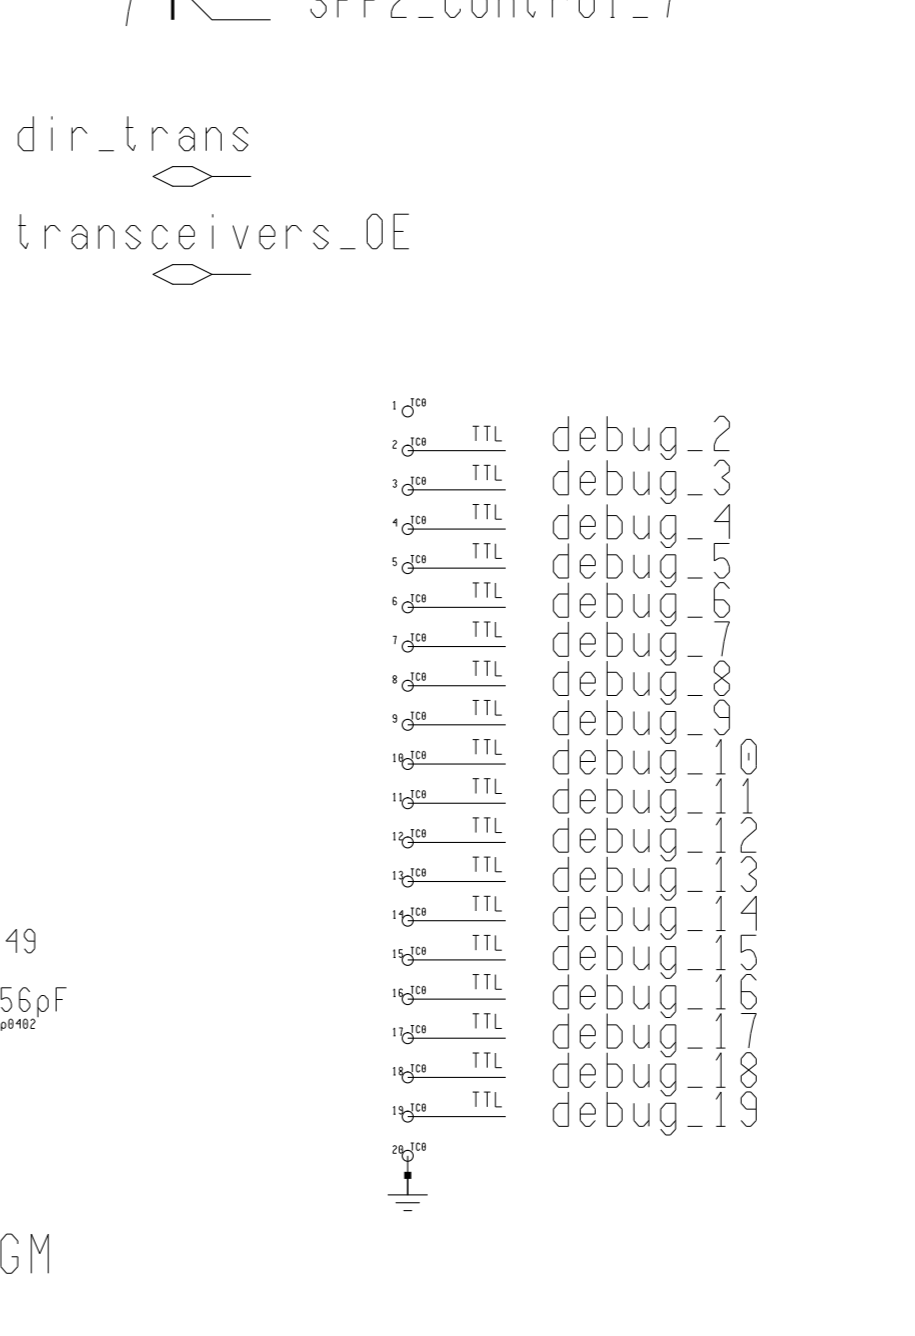 dir_trans
transceivers_OE
1 TC0
2 TC0 TTL debug_2
3 TC0 TTL debug_3
4 TC0 TTL debug_4
5 TC0 TTL debug_5
6 TC0 TTL debug_6
7 TC0 TTL debug_7
8 TC0 TTL debug_8
9 TC0 TTL debug_9
10 TC0 TTL debug_10
11 TC0 TTL debug_11
12 TC0 TTL debug_12
13 TC0 TTL debug_13
14 TC0 TTL debug_14
49
15 TC0 TTL debug_15
56pF
16 TC0 TTL debug_16
p0402
17 TC0 TTL debug_17
18 TC0 TTL debug_18
19 TC0 TTL debug_19
20 TC0
GM